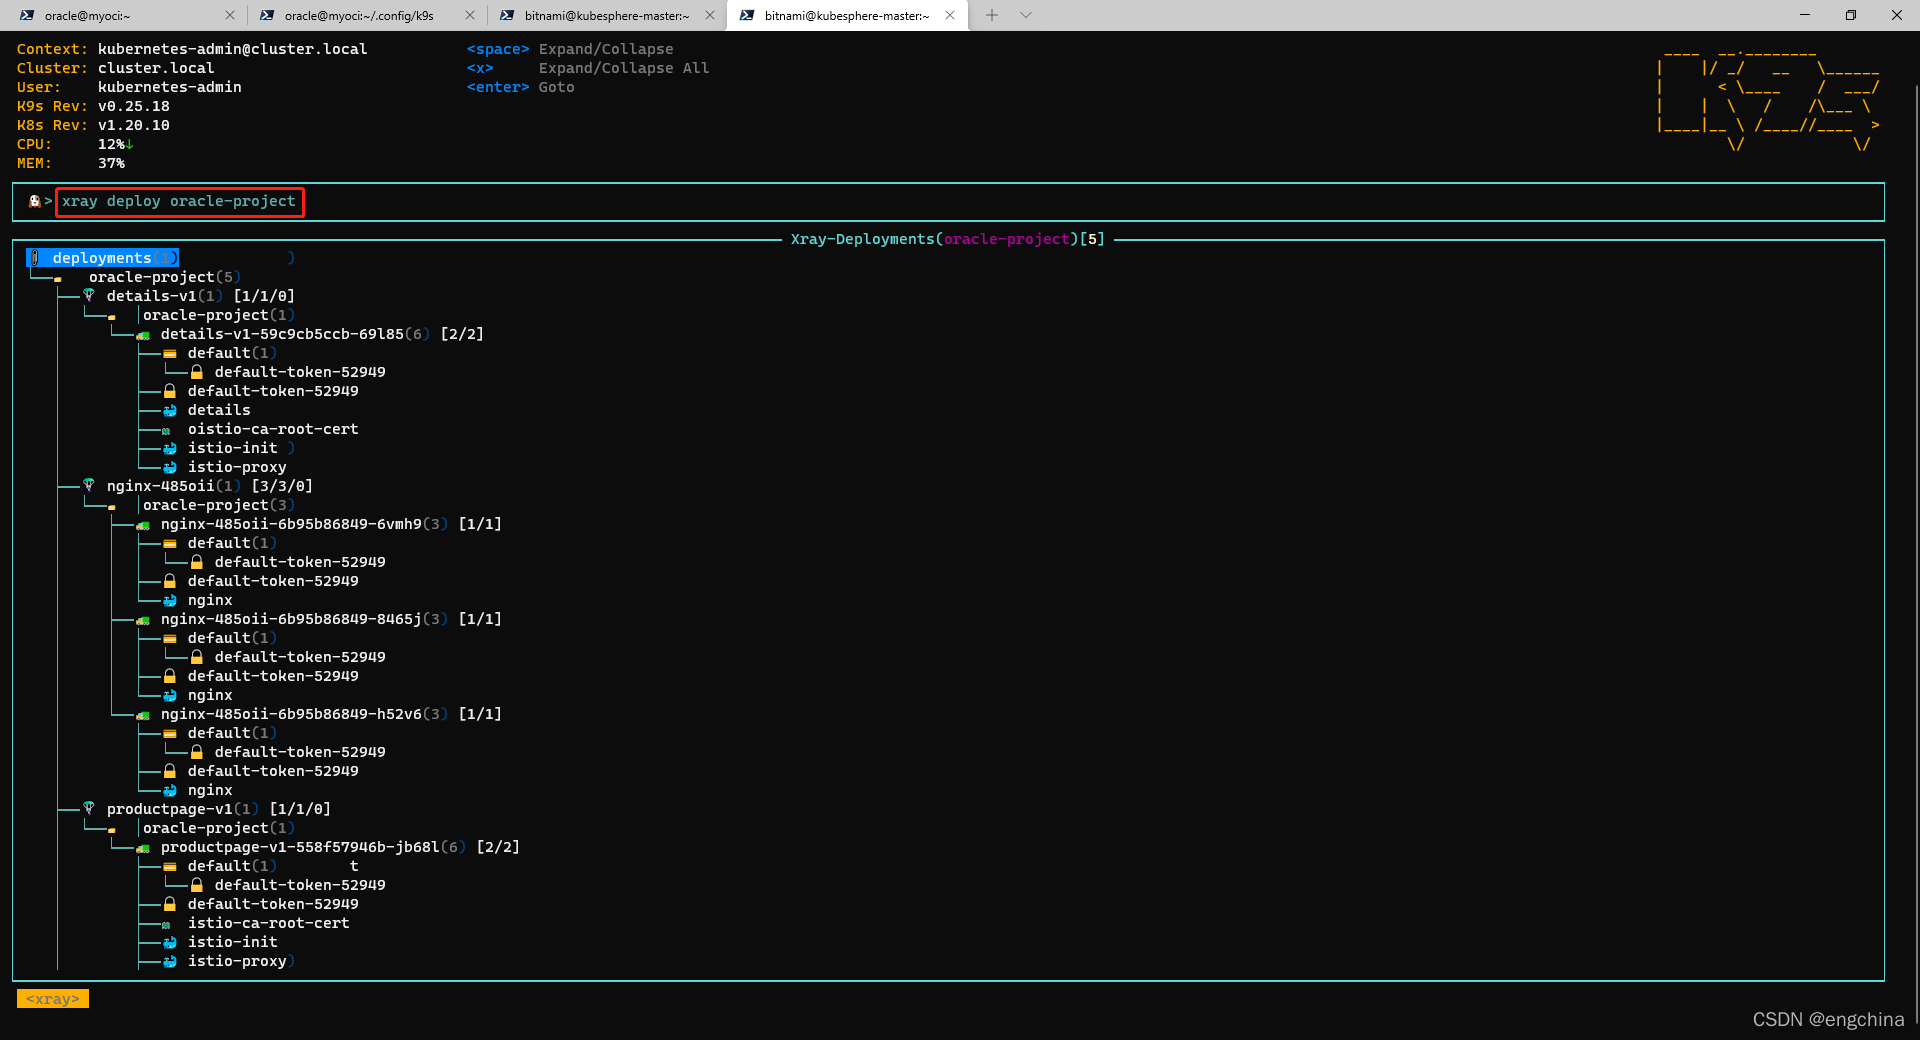 oracle@myoci:~
oracle@myoci:~/.config/k9s
bitnami@kubesphere-master:~
bitnami@kubesphere-master:~
Context: kubernetes-admin@cluster.local <space> Expand/Collapse
Cluster: cluster.local <x> Expand/Collapse All
User: kubernetes-admin <enter> Goto
K9s Rev: v0.25.18
K8s Rev: v1.20.10
CPU: 12%↓
MEM: 37%
> xray deploy oracle-project
Xray-Deployments(oracle-project)[5]
deployments(1) )
oracle-project(5)
details-v1(1) [1/1/0]
oracle-project(1)
details-v1-59c9cb5ccb-69l85(6) [2/2]
default(1)
default-token-52949
default-token-52949
details
oistio-ca-root-cert
istio-init )
istio-proxy
nginx-485oii(1) [3/3/0]
oracle-project(3)
nginx-485oii-6b95b86849-6vmh9(3) [1/1]
default(1)
default-token-52949
default-token-52949
nginx
nginx-485oii-6b95b86849-8465j(3) [1/1]
default(1)
default-token-52949
default-token-52949
nginx
nginx-485oii-6b95b86849-h52v6(3) [1/1]
default(1)
default-token-52949
default-token-52949
nginx
productpage-v1(1) [1/1/0]
oracle-project(1)
productpage-v1-558f57946b-jb68l(6) [2/2]
default(1) t
default-token-52949
default-token-52949
istio-ca-root-cert
istio-init
istio-proxy)
<xray>
CSDN @engchina